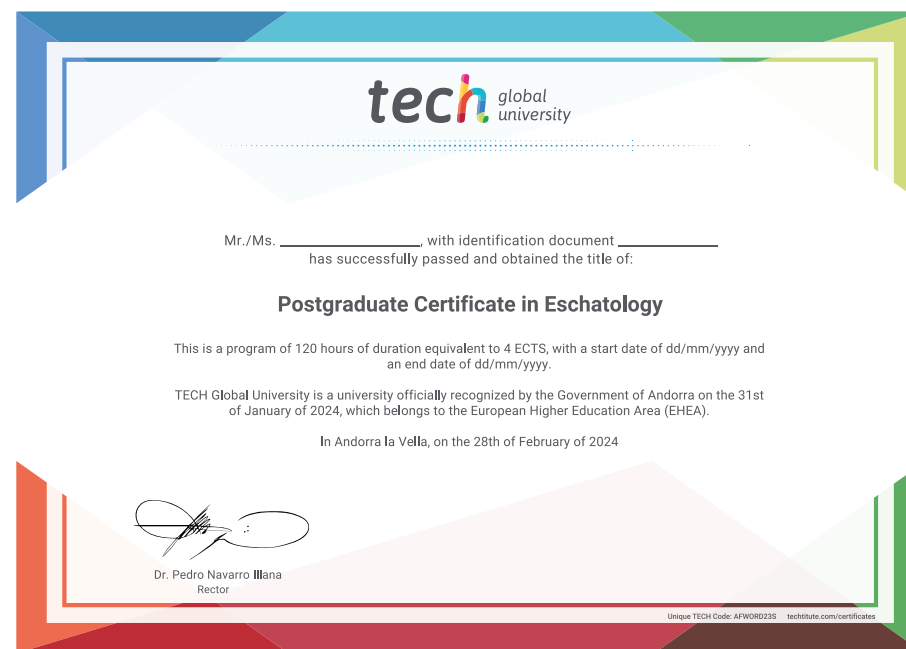 tech global
university
Mr./Ms. ____________, with identification document ____________
has successfully passed and obtained the title of:
Postgraduate Certificate in Eschatology
This is a program of 120 hours of duration equivalent to 4 ECTS, with a start date of dd/mm/yyyy and
an end date of dd/mm/yyyy.
TECH Global University is a university officially recognized by the Government of Andorra on the 31st
of January of 2024, which belongs to the European Higher Education Area (EHEA).
In Andorra la Vella, on the 28th of February of 2024
Dr. Pedro Navarro Illana
Rector
Unique TECH Code: AFWORD23S techtitute.com/certificates